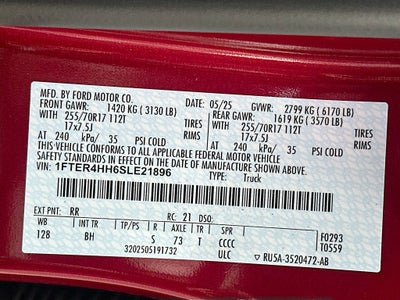 MFD. BY FORD MOTOR CO.
DATE: 05/25 GVWR: 2799 KG ( 6170 LB)
FRONT GAWR: 1420 KG ( 3130 LB) REAR GAWR: 1619 KG ( 3570 LB)
WITH 255/70R17 112T TIRES WITH 255/70R17 112T TIRES
17x7.5J RIMS 17x7.5J RIMS
AT 240 kPa/ 35 PSI COLD AT 240 kPa/ 35 PSI COLD
THIS VEHICLE CONFORMS TO ALL APPLICABLE FEDERAL MOTOR VEHICLE
SAFETY STANDARDS IN EFFECT ON THE DATE OF MANUFACTURE SHOWN ABOVE.
VIN: 1FTER4HH6SLE21896 TYPE: Truck
EXT PNT: RR RC: 21 DSO:
WB INT TR TP/PS R AXLE TR SPR F0293
128 BH S 73 T CCCC T0559
3202505191732 ULC ▽ RU5A-3520472-AB